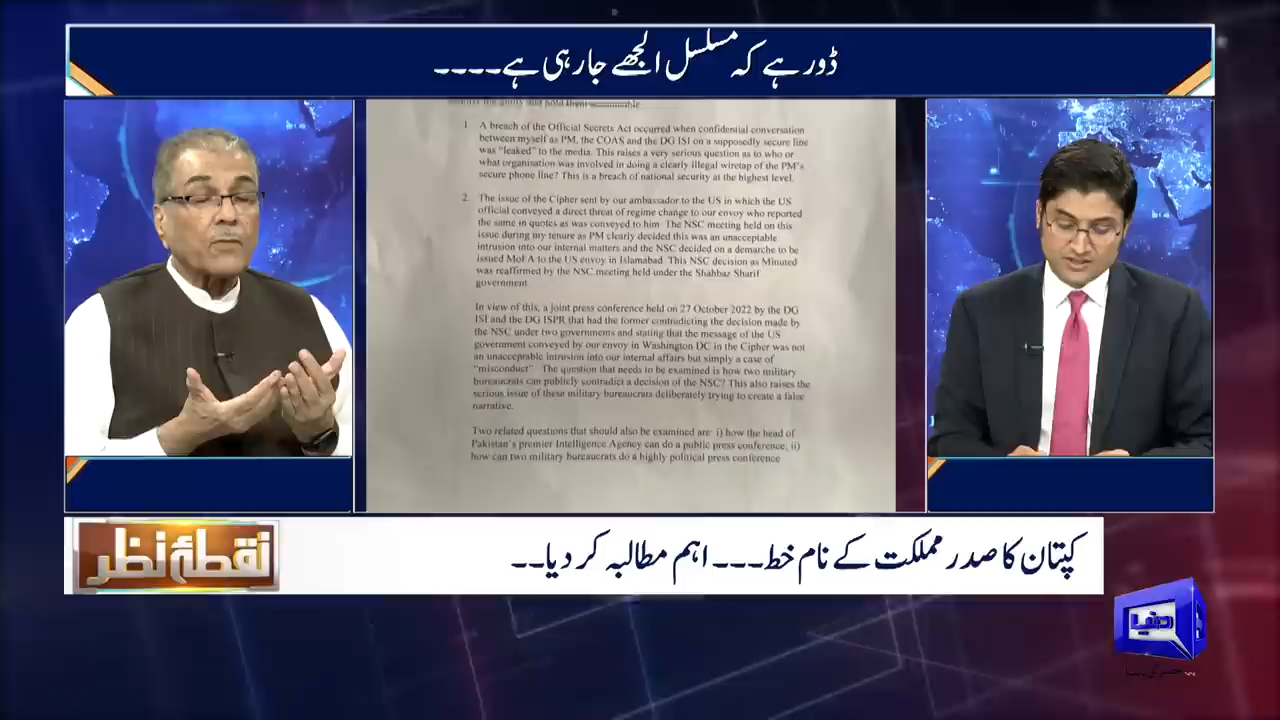 ڈور ہے کہ مسلسل الجھے جا رہی ہے۔۔۔۔
1 A breach of the Official Secrets Act occurred when confidential conversation
between myself as PM, the COAS and the DG ISI on a supposedly secure line
was "leaked" to the media. This raises a very serious question as to who or
what organisation was involved in doing a clearly illegal wiretap of the PM's
secure phone line? This is a breach of national security at the highest level.
2. The issue of the Cipher sent by our ambassador to the US in which the US
official conveyed a direct threat of regime change to our envoy who reported
the same in quotes as was conveyed to him. The NSC meeting held on this
issue during my tenure as PM clearly decided this was an unacceptable
intrusion into our internal matters and the NSC decided on a demarche to be
issued MofA to the US envoy in Islamabad. This NSC decision as Minuted
was reaffirmed by the NSC meeting held under the Shahbaz Sharif
government.
In view of this, a joint press conference held on 27 October 2022 by the DG
ISI and the DG ISPR that had the former contradicting the decision made by
the NSC under two governments and stating that the message of the US
government conveyed by our envoy in Washington DC in the Cipher was not
an unacceptable intrusion into our internal affairs but simply a case of
"misconduct". The question that needs to be examined is how two military
bureaucrats can publicly contradict a decision of the NSC? This also raises the
serious issue of these military bureaucrats deliberately trying to create a false
narrative.
Two related questions that should also be examined are: i) how the head of
Pakistan's premier Intelligence Agency can do a public press conference, ii)
how can two military bureaucrats do a highly political press conference
کپتان کا صدر مملکت کے نام خط۔۔۔ اہم مطالبہ کر دیا۔۔
نقطۂ نظر
دنیا